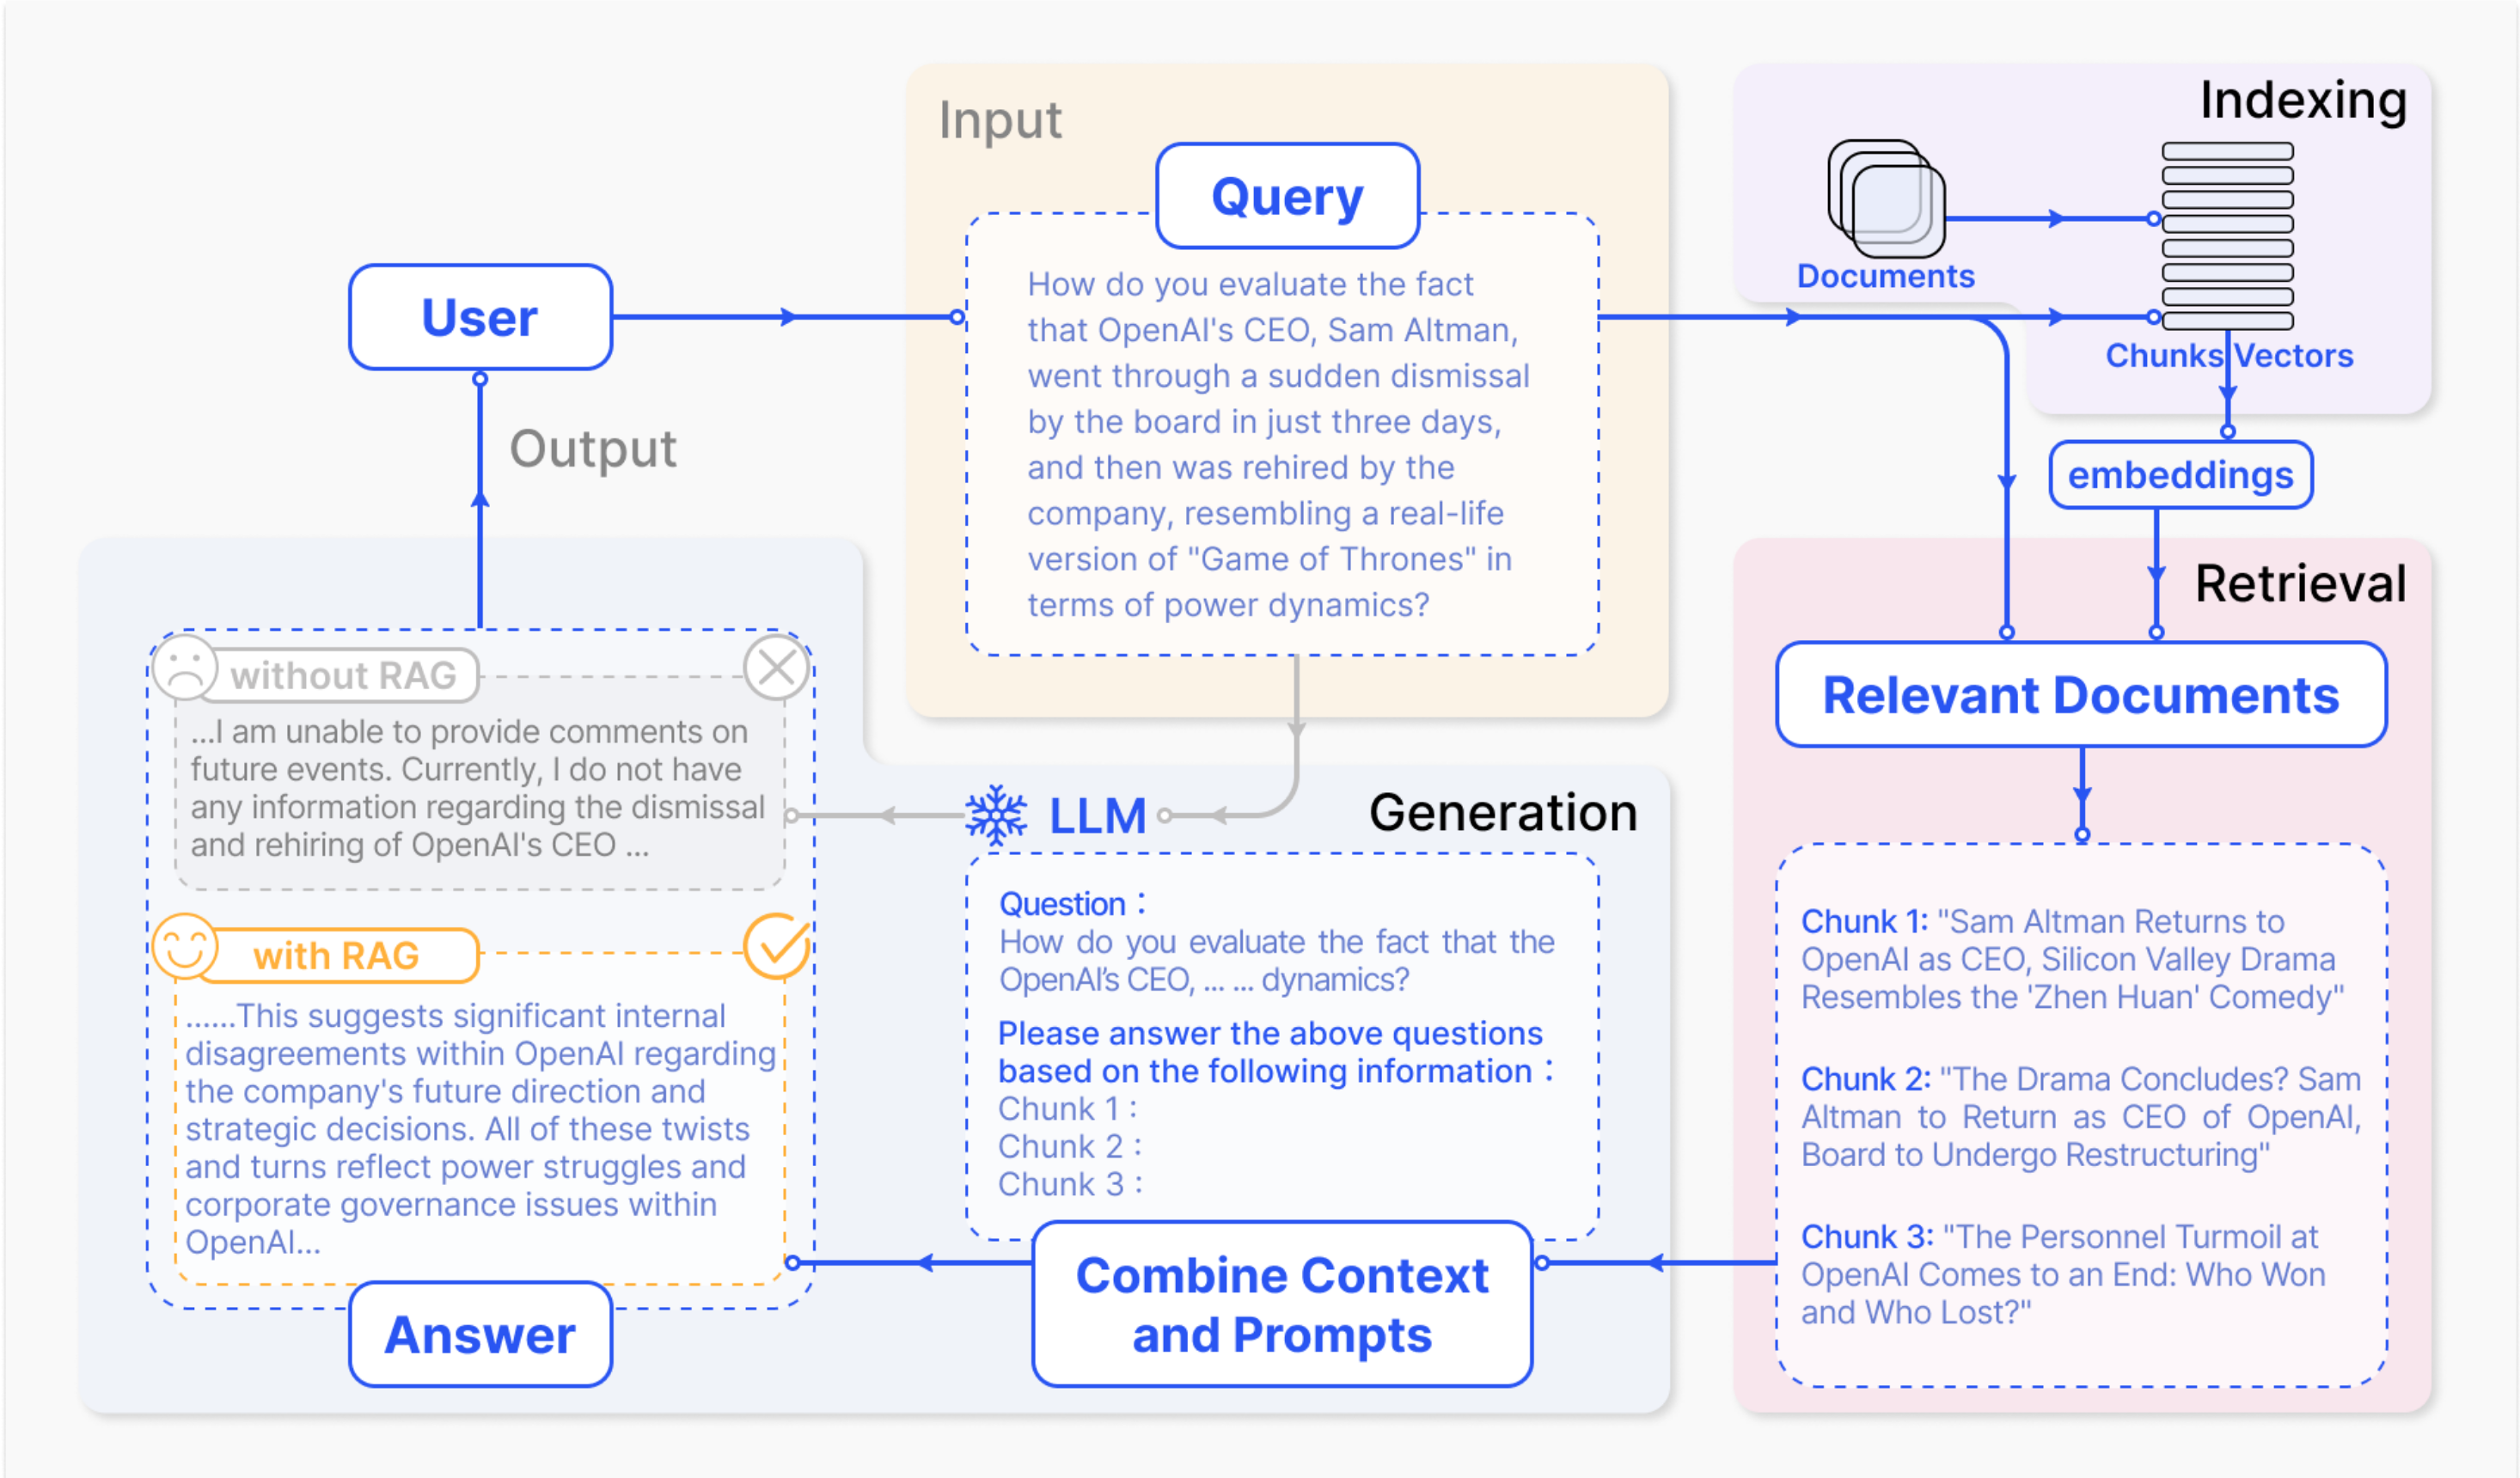 Input
Query
How do you evaluate the fact
that OpenAI's CEO, Sam Altman,
went through a sudden dismissal
by the board in just three days,
and then was rehired by the
company, resembling a real-life
version of "Game of Thrones" in
terms of power dynamics?
Indexing
Documents
Chunks Vectors
embeddings
User
Output
Retrieval
Relevant Documents
Chunk 1: "Sam Altman Returns to
OpenAI as CEO, Silicon Valley Drama
Resembles the 'Zhen Huan' Comedy"
Chunk 2: "The Drama Concludes? Sam
Altman to Return as CEO of OpenAI,
Board to Undergo Restructuring"
Chunk 3: "The Personnel Turmoil at
OpenAI Comes to an End: Who Won
and Who Lost?"
Generation
LLM
Question：
How do you evaluate the fact that the
OpenAI’s CEO, ... ... dynamics?
Please answer the above questions
based on the following information：
Chunk 1 :
Chunk 2 :
Chunk 3 :
Combine Context
and Prompts
without RAG
...I am unable to provide comments on
future events. Currently, I do not have
any information regarding the dismissal
and rehiring of OpenAI's CEO ...
with RAG
......This suggests significant internal
disagreements within OpenAI regarding
the company's future direction and
strategic decisions. All of these twists
and turns reflect power struggles and
corporate governance issues within
OpenAI...
Answer